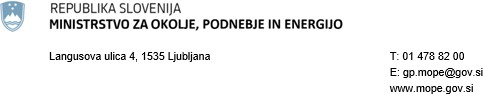 REPUBLIKA SLOVENIJA
MINISTRSTVO ZA OKOLJE, PODNEBJE IN ENERGIJO
Langusova ulica 4, 1535 Ljubljana
T: 01 478 82 00
E: gp.mope@gov.si
www.mope.gov.si